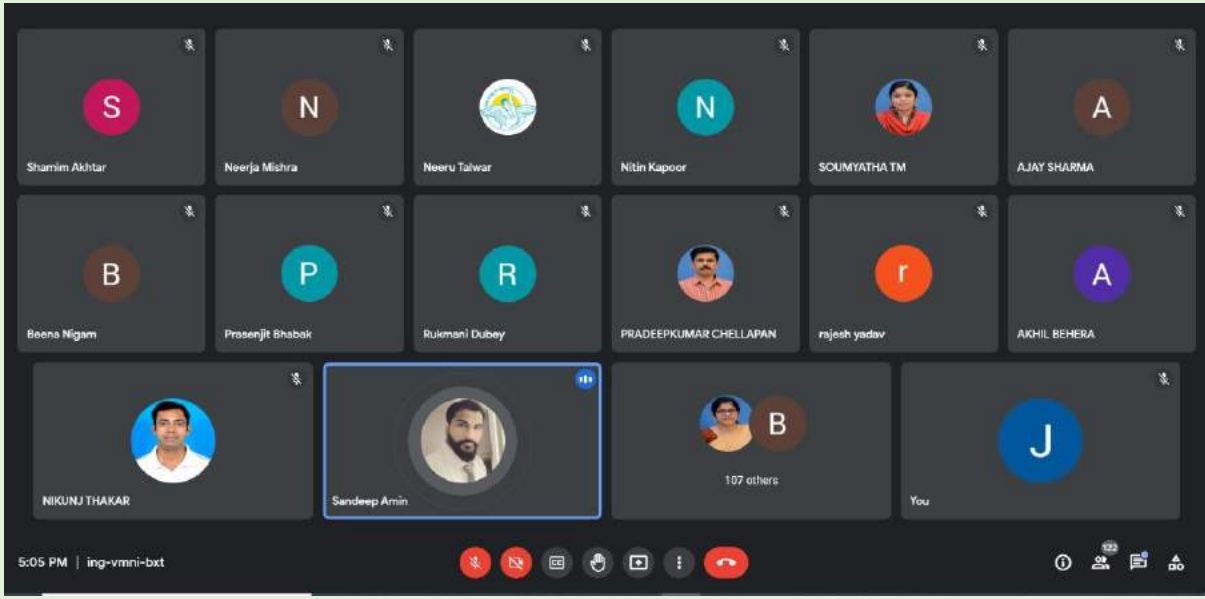 S
N
N
A
Shamim Akhtar
Neerja Mishra
Neeru Talwar
Nitin Kapoor
SOUMYATHA TM
AJAY SHARMA
B
P
R
r
A
Beena Nigam
Prasenjit Bhabak
Rukmani Dubey
PRADEEPKUMAR CHELLAPAN
rajesh yadav
AKHIL BEHERA
B
J
NIKUNJ THAKAR
Sandeep Amin
107 others
You
5:05 PM | ing-vmni-bxt
CC
122